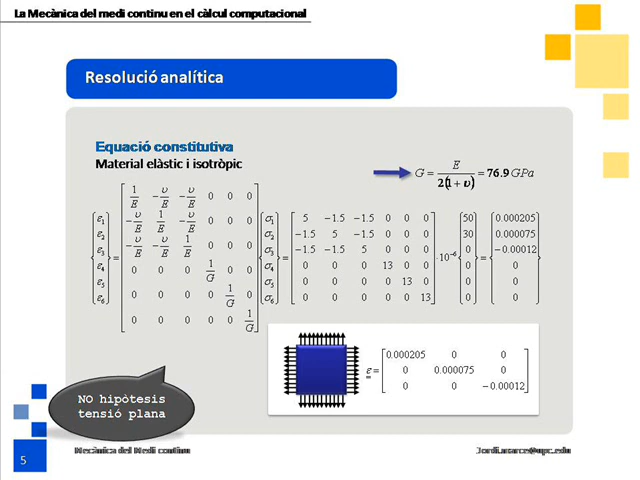 La Mecànica del medi continu en el càlcul computacional
Resolució analítica
Equació constitutiva
Material elàstic i isotròpic
G = E / 2(1 + υ) = 76.9 GPa
{ε1 ε2 ε3 ε4 ε5 ε6} =
1/E -υ/E -υ/E 0 0 0
-υ/E 1/E -υ/E 0 0 0
-υ/E -υ/E 1/E 0 0 0
0 0 0 1/G 0 0
0 0 0 0 1/G 0
0 0 0 0 0 1/G
{σ1 σ2 σ3 σ4 σ5 σ6} =
5 -1.5 -1.5 0 0 0
-1.5 5 -1.5 0 0 0
-1.5 -1.5 5 0 0 0
0 0 0 13 0 0
0 0 0 0 13 0
0 0 0 0 0 13
·10⁻⁶
{50 30 0 0 0 0} =
{0.000205 0.000075 -0.00012 0 0 0}
ε =
0.000205 0 0
0 0.000075 0
0 0 -0.00012
NO hipòtesis
tensió plana
5
Mecànica del Medi continu